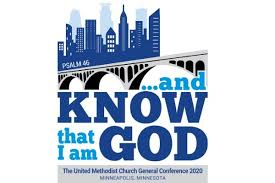 PSALM 46
...and
KNOW
that
I am GOD
The United Methodist Church General Conference 2020
MINNEAPOLIS, MINNESOTA